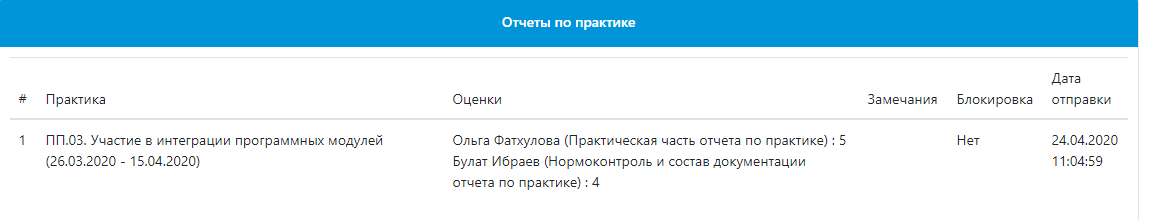 Отчеты по практике
# Практика Оценки Замечания Блокировка Дата отправки
1 ПП.03. Участие в интеграции программных модулей (26.03.2020 - 15.04.2020)
Ольга Фатхулова (Практическая часть отчета по практике) : 5
Булат Ибраев (Нормоконтроль и состав документации
отчета по практике) : 4
Нет
24.04.2020
11:04:59